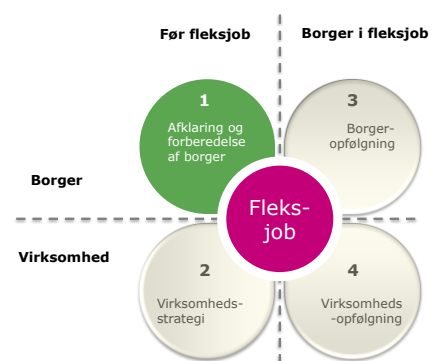 Før fleksjob
Borger i fleksjob
1
Afklaring og
forberedelse
af borger
3
Borger-
opfølgning
Borger
Fleks-
job
Virksomhed
2
Virksomheds-
strategi
4
Virksomheds
-opfølgning